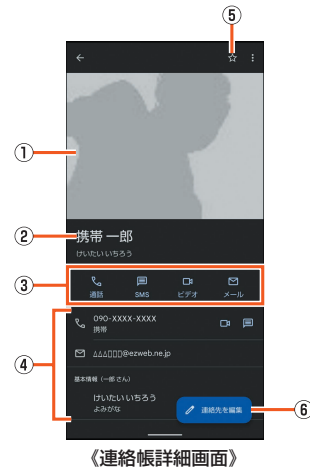 ⑤
①
②
携帯 一郎
けいたい いちろう
③
通話 SMS ビデオ メール
④
090-XXXX-XXXX
携帯
△△△□□□@ezweb.ne.jp
基本情報（一郎 さん）
けいたい いちろう
よみがな
連絡先を編集
⑥
《連絡帳詳細画面》